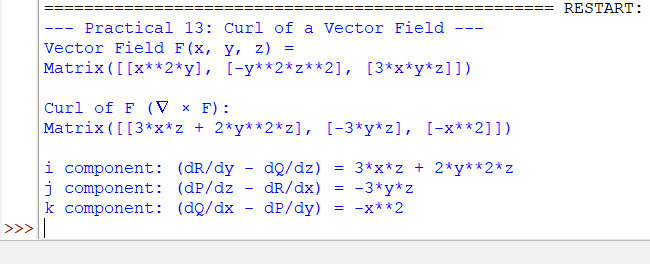 =================================================== RESTART:
--- Practical 13: Curl of a Vector Field ---
Vector Field F(x, y, z) =
Matrix([[x**2*y], [-y**2*z**2], [3*x*y*z]])
Curl of F (∇ × F):
Matrix([[3*x*z + 2*y**2*z], [-3*y*z], [-x**2]])
i component: (dR/dy - dQ/dz) = 3*x*z + 2*y**2*z
j component: (dP/dz - dR/dx) = -3*y*z
k component: (dQ/dx - dP/dy) = -x**2
>>>